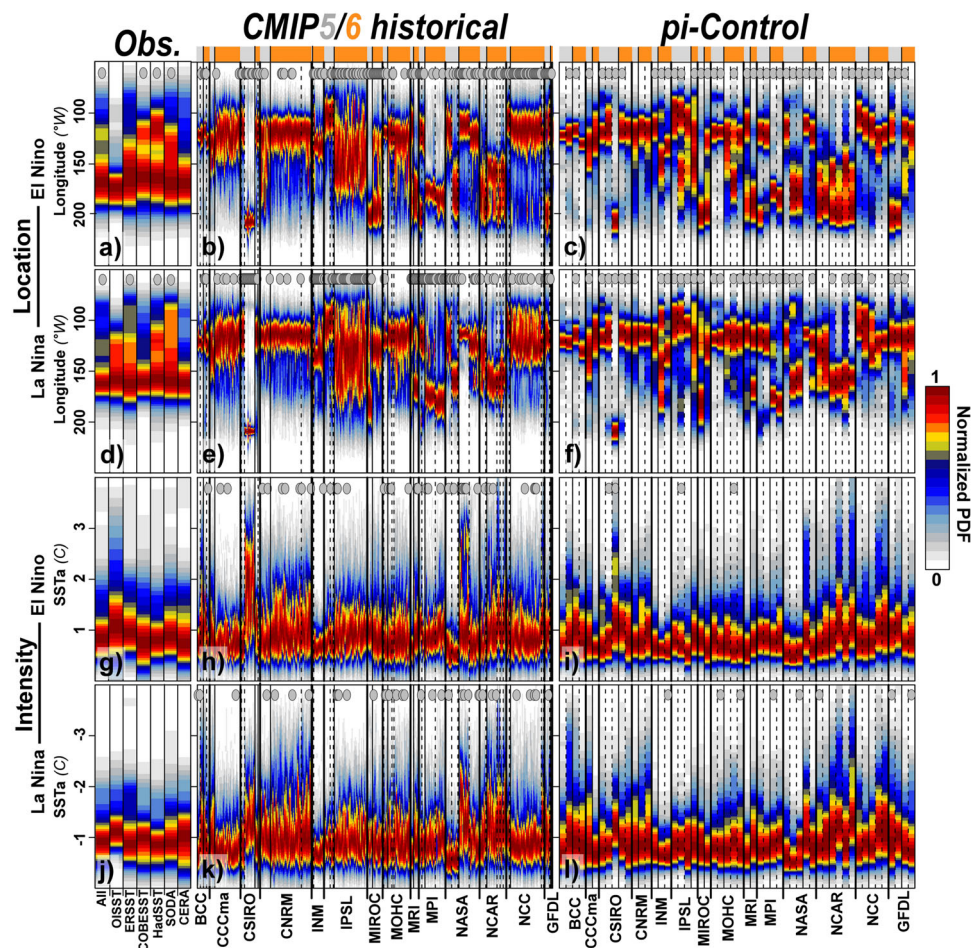 Obs.
CMIP5/6 historical
pi-Control
Location
El Nino
Longitude (°W)
100
150
200
a)
b)
c)
La Nina
Longitude (°W)
100
150
200
d)
e)
f)
Intensity
El Nino
SSTa (C)
3
2
1
g)
h)
i)
La Nina
SSTa (C)
-3
-2
-1
j)
k)
l)
1
Normalized PDF
0
All
OISST
ERSST
COBESST
HadSST
SODA
CERA
BCC
CCCma
CSIRO
CNRM
INM
IPSL
MIROC
MOHC
MRI
MPI
NASA
NCAR
NCC
GFDL
BCC
CCCma
CSIRO
CNRM
INM
IPSL
MIROC
MOHC
MRI
MPI
NASA
NCAR
NCC
GFDL